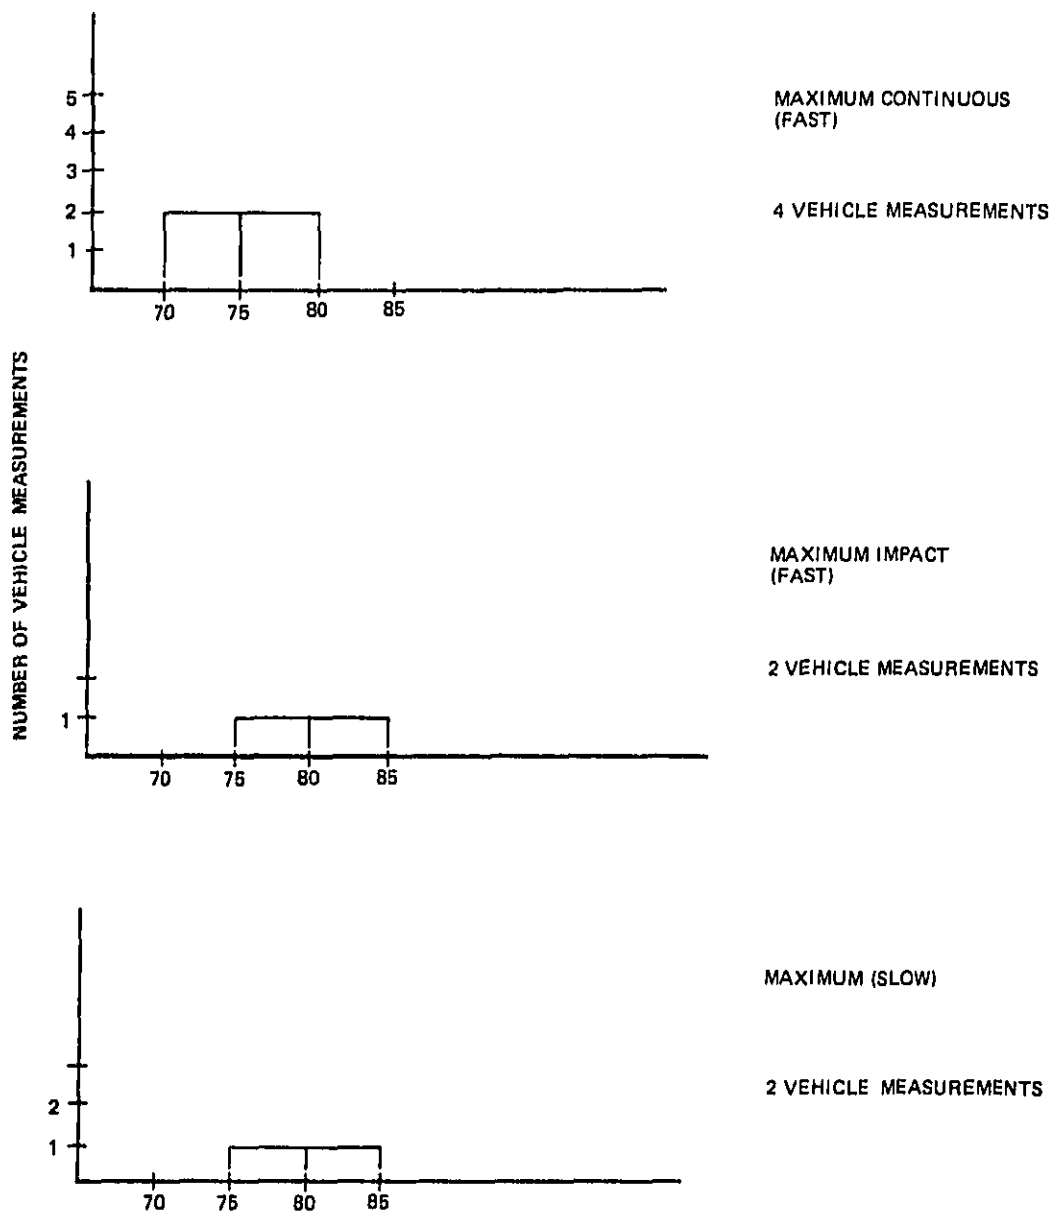 NUMBER OF VEHICLE MEASUREMENTS
5
4
3
2
1
70 75 80 85
MAXIMUM CONTINUOUS
(FAST)
4 VEHICLE MEASUREMENTS
1
70 75 80 85
MAXIMUM IMPACT
(FAST)
2 VEHICLE MEASUREMENTS
2
1
70 75 80 85
MAXIMUM (SLOW)
2 VEHICLE MEASUREMENTS